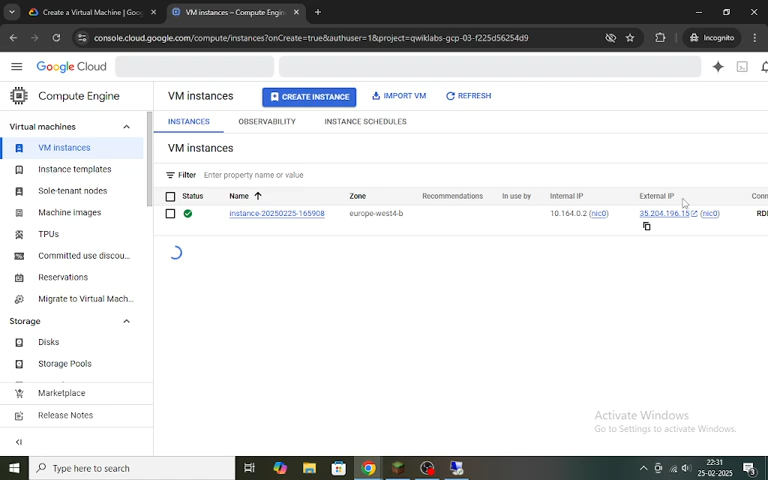 Create a Virtual Machine | Goo
VM instances – Compute Engin
console.cloud.google.com/compute/instances?onCreate=true&authuser=1&project=qwiklabs-gcp-03-f225d56254d9
Incognito
Google Cloud
Compute Engine
VM instances
CREATE INSTANCE
IMPORT VM
REFRESH
Virtual machines
INSTANCES
OBSERVABILITY
INSTANCE SCHEDULES
VM instances
VM instances
Instance templates
Filter Enter property name or value
Sole-tenant nodes
Status Name Zone Recommendations In use by Internal IP External IP Conn
Machine images
instance-20250225-165908 europe-west4-b 10.164.0.2 (nic0) 35.204.196.15 (nic0) RD
TPUs
Committed use discou...
Reservations
Migrate to Virtual Mach...
Storage
Disks
Storage Pools
Marketplace
Release Notes
Activate Windows
Go to Settings to activate Windows.
Type here to search
22:31
25-02-2025
3